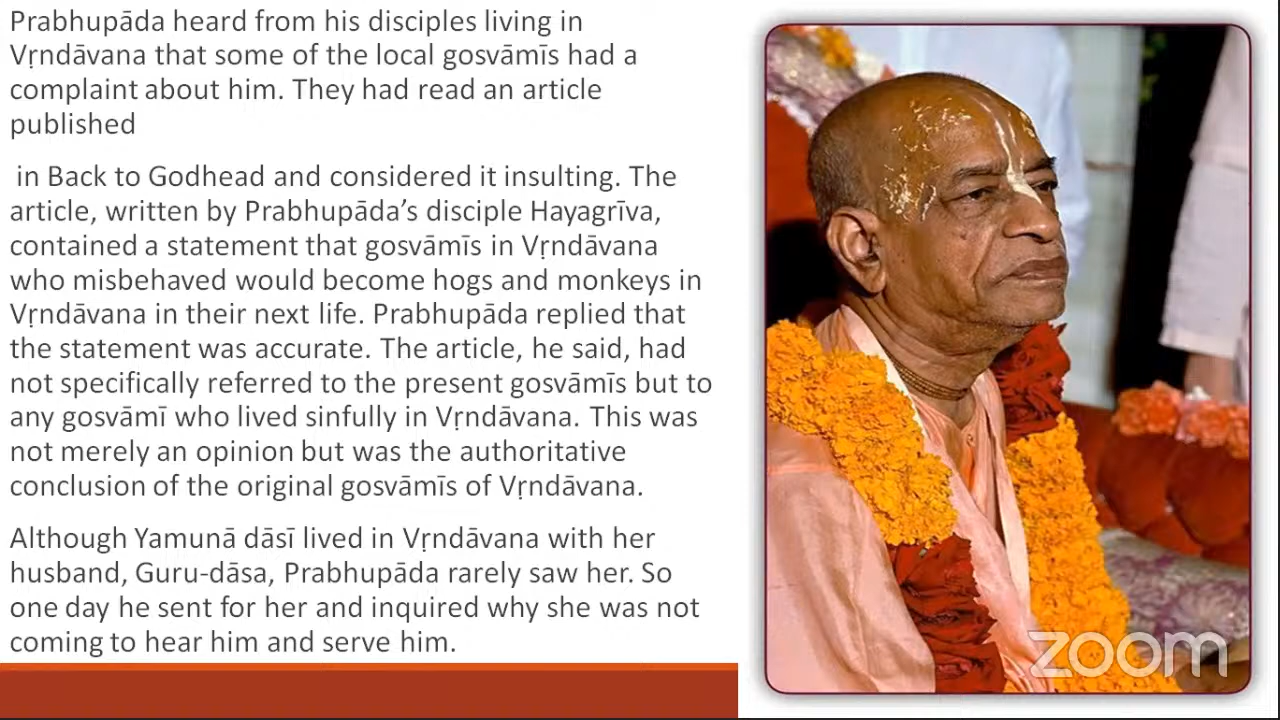 Prabhupāda heard from his disciples living in
Vṛndāvana that some of the local gosvāmīs had a
complaint about him. They had read an article
published
in Back to Godhead and considered it insulting. The
article, written by Prabhupāda’s disciple Hayagrīva,
contained a statement that gosvāmīs in Vṛndāvana
who misbehaved would become hogs and monkeys in
Vṛndāvana in their next life. Prabhupāda replied that
the statement was accurate. The article, he said, had
not specifically referred to the present gosvāmīs but to
any gosvāmī who lived sinfully in Vṛndāvana. This was
not merely an opinion but was the authoritative
conclusion of the original gosvāmīs of Vṛndāvana.
Although Yamunā dāsī lived in Vṛndāvana with her
husband, Guru-dāsa, Prabhupāda rarely saw her. So
one day he sent for her and inquired why she was not
coming to hear him and serve him.
zoom